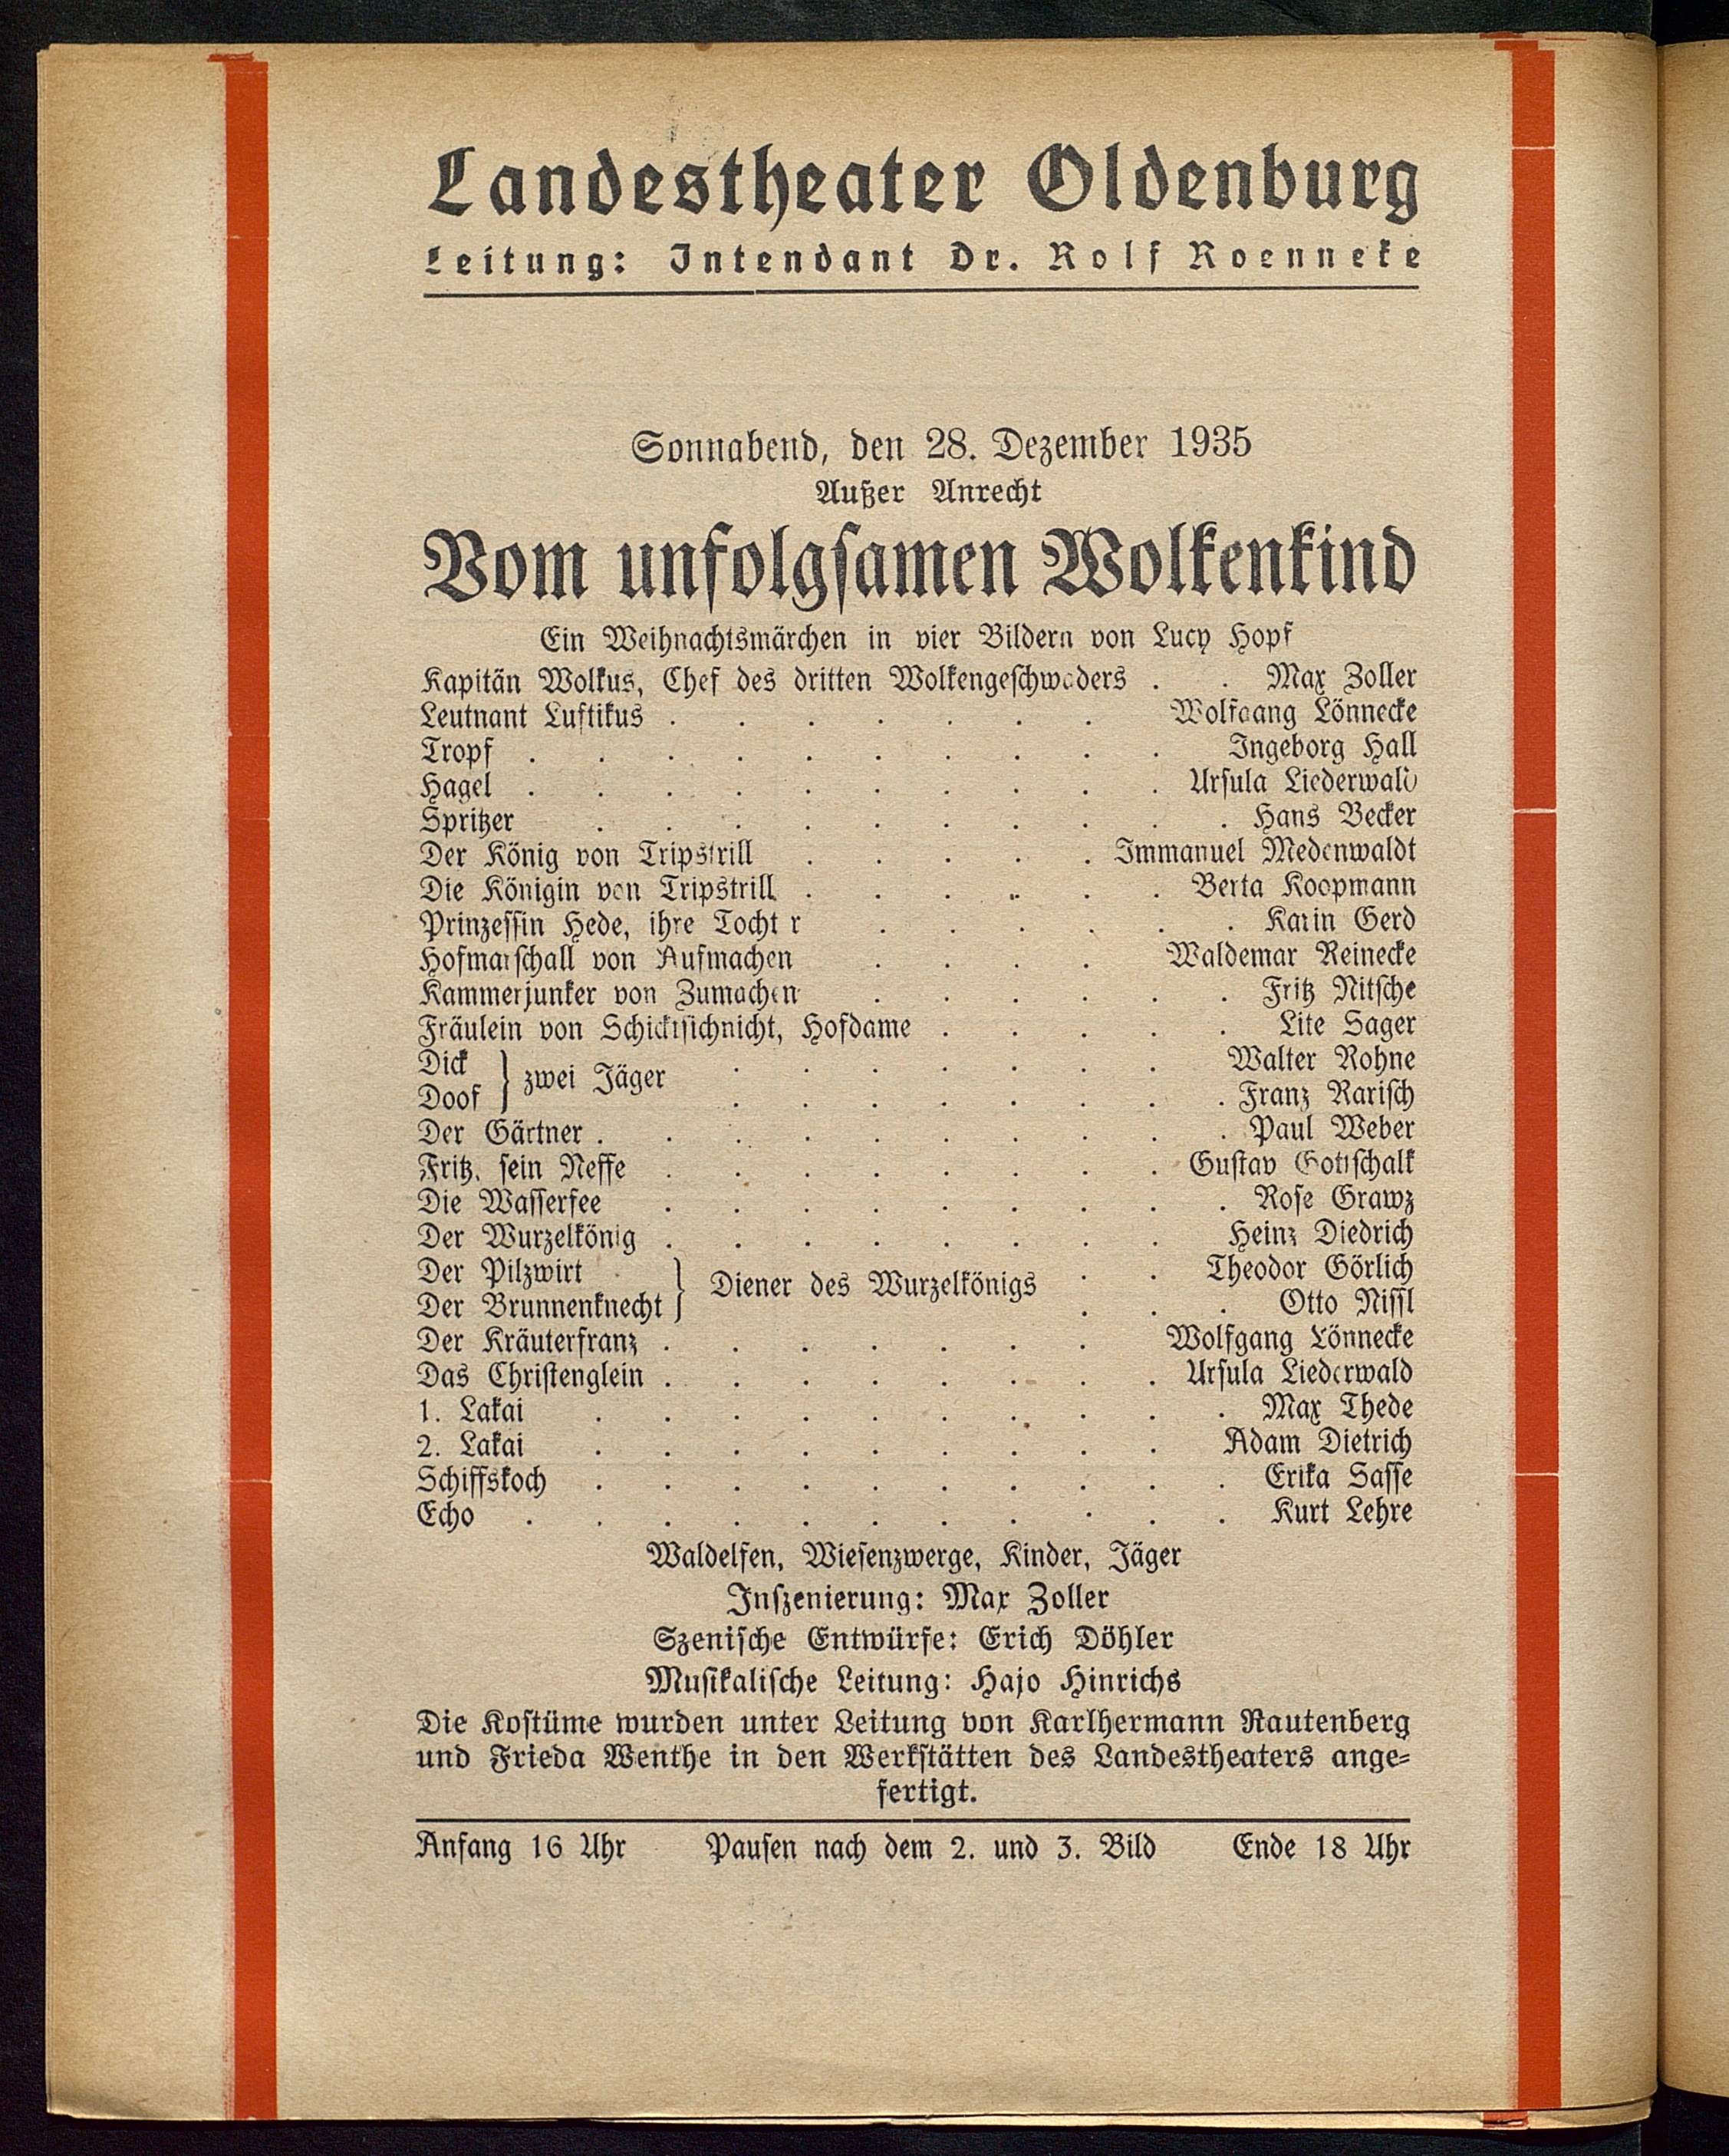 Landestheater Oldenburg
Leitung: Intendant Dr. Rolf Roenneke
Sonnabend, den 28. Dezember 1935
Außer Anrecht
Vom unfolgsamen Wolkenkind
Ein Weihnachtsmärchen in vier Bildern von Lucy Hopf
Kapitän Wolkus, Chef des dritten Wolkengeschwaders . . Max Zoller
Leutnant Luftikus . . . . . . . Wolfgang Lönnecke
Tropf . . . . . . . . . . Ingeborg Hall
Hagel . . . . . . . . . . Ursula Liederwald
Spritzer . . . . . . . . . . Hans Becker
Der König von Tripstrill . . . . . Immanuel Medenwaldt
Die Königin von Tripstrill . . . . . . Berta Koopmann
Prinzessin Hede, ihre Tocht r . . . . . . Karin Gerd
Hofmarschall von Aufmachen . . . . Waldemar Reinecke
Kammerjunker von Zumachen . . . . . . Fritz Nitsche
Fräulein von Schicktsichnicht, Hofdame . . . . . Lite Sager
Dick } zwei Jäger . . . . . . . Walter Rohne
Doof . . . . . . . . Franz Rarisch
Der Gärtner . . . . . . . . . . Paul Weber
Fritz, sein Neffe . . . . . . . . Gustav Gottschalk
Die Wasserfee . . . . . . . . . Rose Grawz
Der Wurzelkönig . . . . . . . . Heinz Diedrich
Der Pilzwirt } Diener des Wurzelkönigs . . Theodor Görlich
Der Brunnenknecht . . . Otto Nissl
Der Kräuterfranz . . . . . . . Wolfgang Lönnecke
Das Christenglein . . . . . . . . Ursula Liederwald
1. Lakai . . . . . . . . . . Max Thede
2. Lakai . . . . . . . . . Adam Dietrich
Schiffskoch . . . . . . . . . . Erika Sasse
Echo . . . . . . . . . . . Kurt Lehre
Waldelfen, Wiesenzwerge, Kinder, Jäger
Inszenierung: Max Zoller
Szenische Entwürfe: Erich Döhler
Musikalische Leitung: Hajo Hinrichs
Die Kostüme wurden unter Leitung von Karlhermann Rautenberg
und Frieda Wenthe in den Werkstätten des Landestheaters ange-
fertigt.
Anfang 16 Uhr Pausen nach dem 2. und 3. Bild Ende 18 Uhr